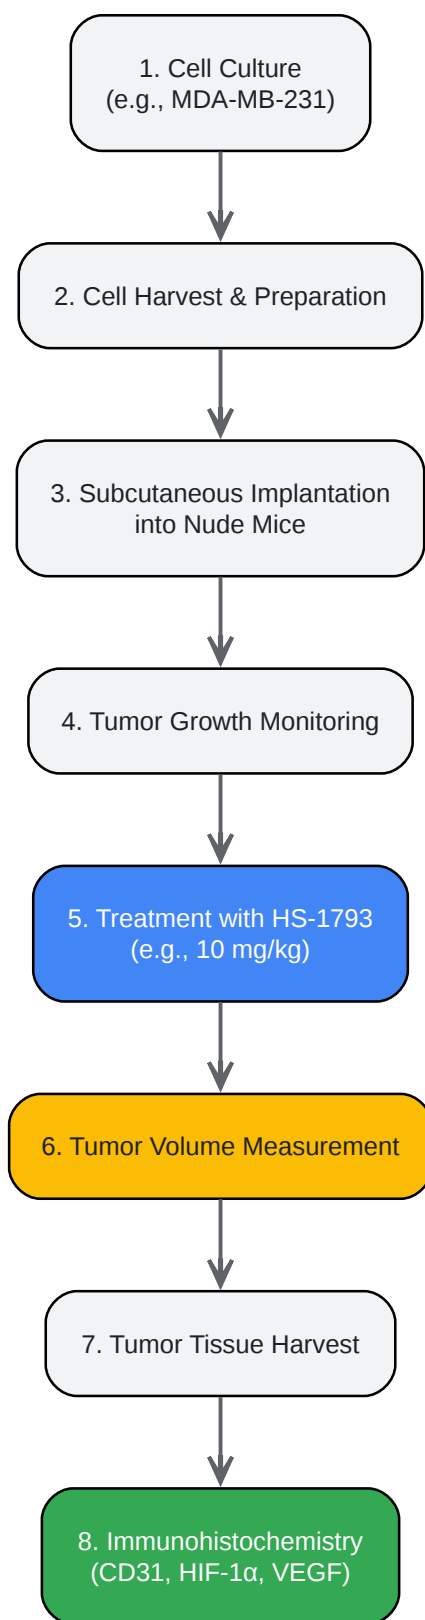 1. Cell Culture
(e.g., MDA-MB-231)
2. Cell Harvest & Preparation
3. Subcutaneous Implantation
into Nude Mice
4. Tumor Growth Monitoring
5. Treatment with HS-1793
(e.g., 10 mg/kg)
6. Tumor Volume Measurement
7. Tumor Tissue Harvest
8. Immunohistochemistry
(CD31, HIF-1α, VEGF)